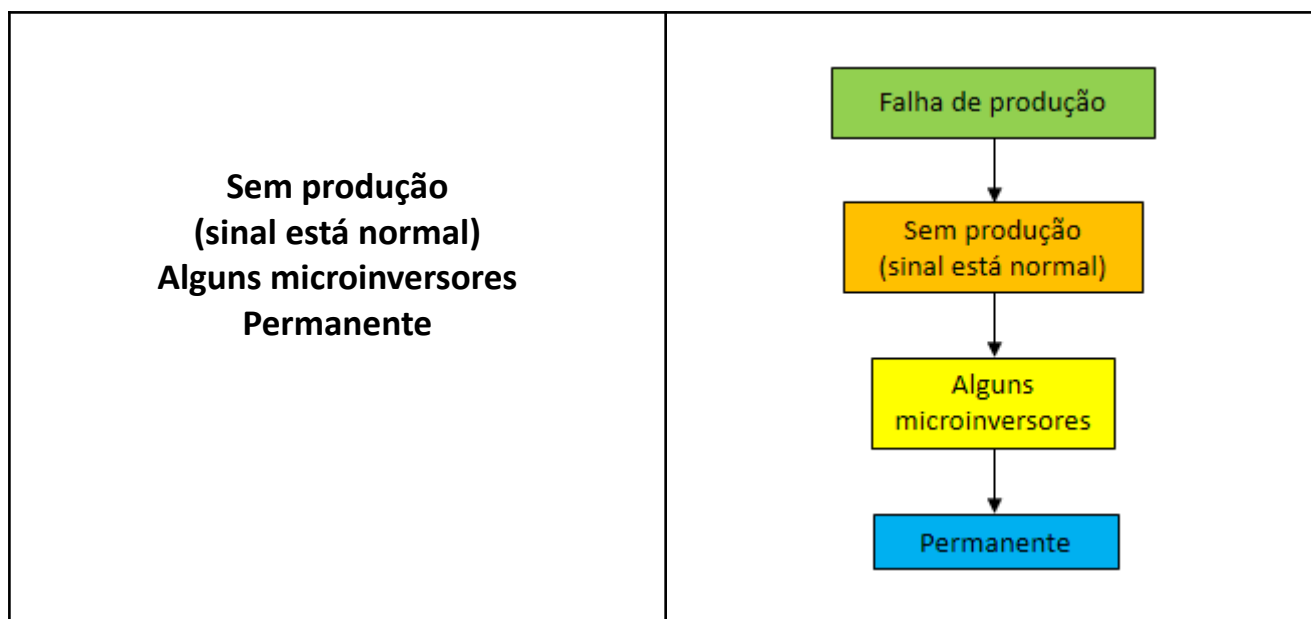 Sem produção
(sinal está normal)
Alguns microinversores
Permanente
Falha de produção
Sem produção
(sinal está normal)
Alguns
microinversores
Permanente